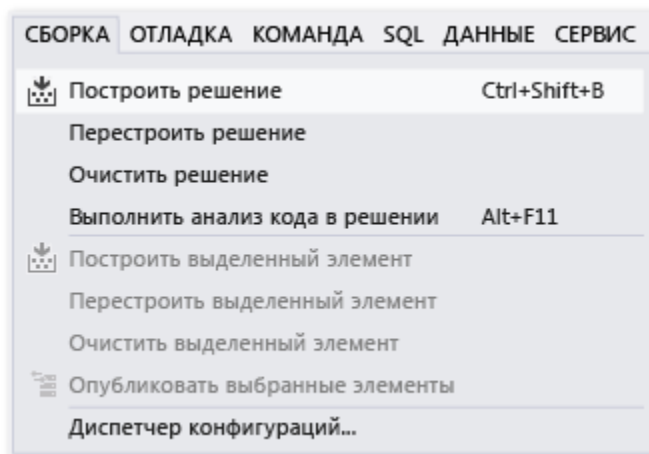 СБОРКА ОТЛАДКА КОМАНДА SQL ДАННЫЕ СЕРВИС
Построить решение Ctrl+Shift+B
Перестроить решение
Очистить решение
Выполнить анализ кода в решении Alt+F11
Построить выделенный элемент
Перестроить выделенный элемент
Очистить выделенный элемент
Опубликовать выбранные элементы
Диспетчер конфигураций...